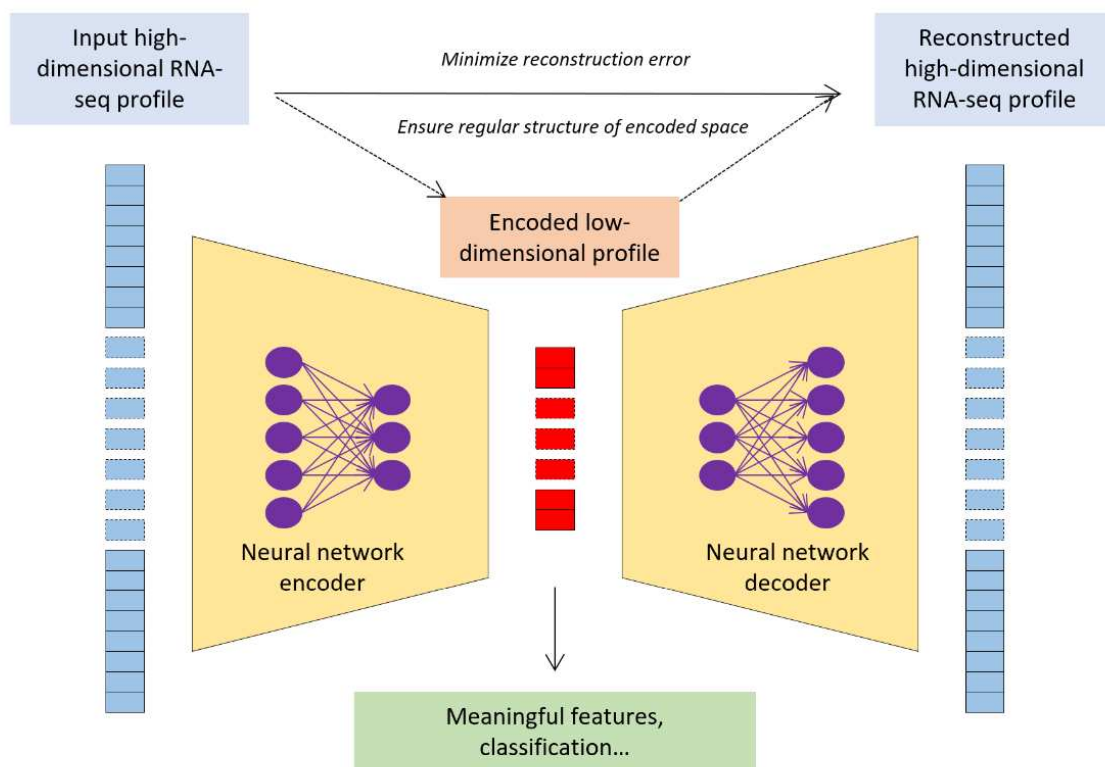 Input high-
dimensional RNA-
seq profile
Minimize reconstruction error
Ensure regular structure of encoded space
Reconstructed
high-dimensional
RNA-seq profile
Encoded low-
dimensional profile
Neural network
encoder
Neural network
decoder
Meaningful features,
classification…